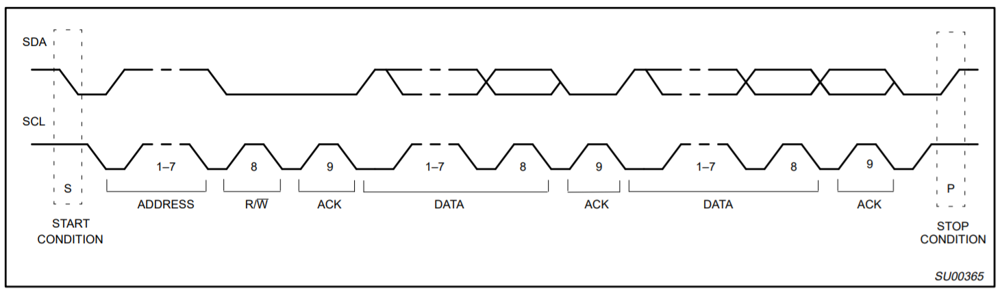 SDA
SCL
1–7 8 9 1–7 8 9 1–7 8 9
S P
ADDRESS R/W̅ ACK DATA ACK DATA ACK
START
CONDITION
STOP
CONDITION
SU00365